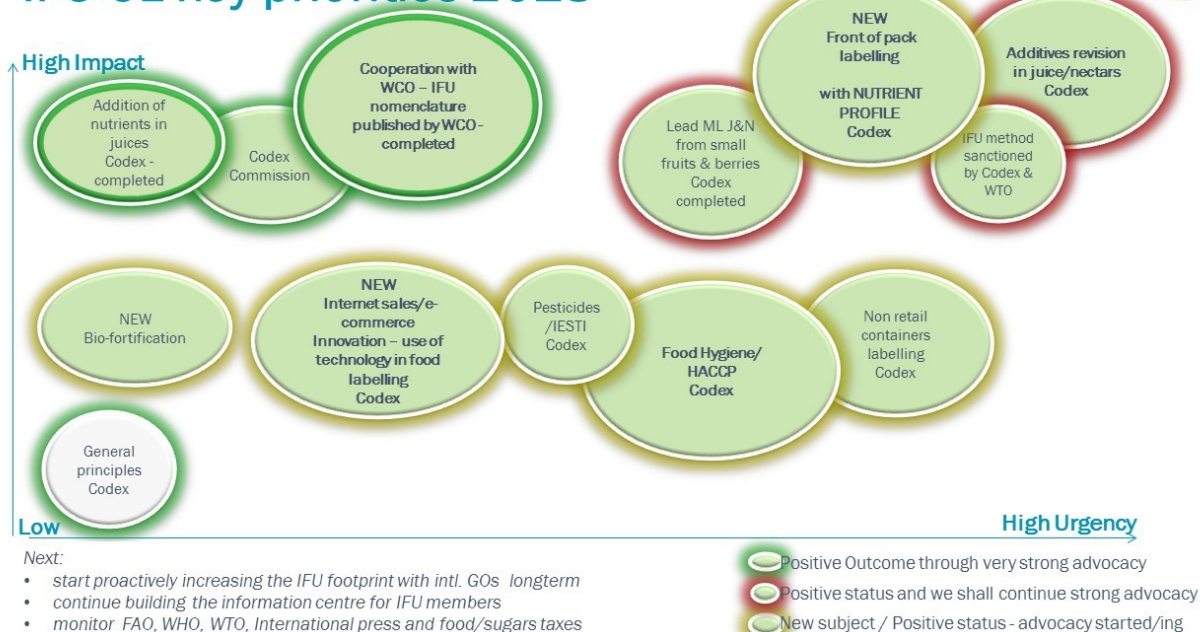 High Impact
Addition of
nutrients in
juices
Codex -
completed
Codex
Commission
Cooperation with
WCO – IFU
nomenclature
published by WCO-
completed
Lead ML J&N
from small
fruits & berries
Codex
completed
NEW
Front of pack
labelling
with NUTRIENT
PROFILE
Codex
Additives revision
in juice/nectars
Codex
IFU method
sanctioned
by Codex &
WTO
NEW
Bio-fortification
NEW
Internet sales/e-
commerce
Innovation – use of
technology in food
labelling
Codex
Pesticides
/IESTI
Codex
Food Hygiene/
HACCP
Codex
Non retail
containers
labelling
Codex
General
principles
Codex
Low
High Urgency
Next:
• start proactively increasing the IFU footprint with intl. GOs longterm
• continue building the information centre for IFU members
• monitor FAO, WHO, WTO, International press and food/sugars taxes
Positive Outcome through very strong advocacy
Positive status and we shall continue strong advocacy
New subject / Positive status - advocacy started/ing